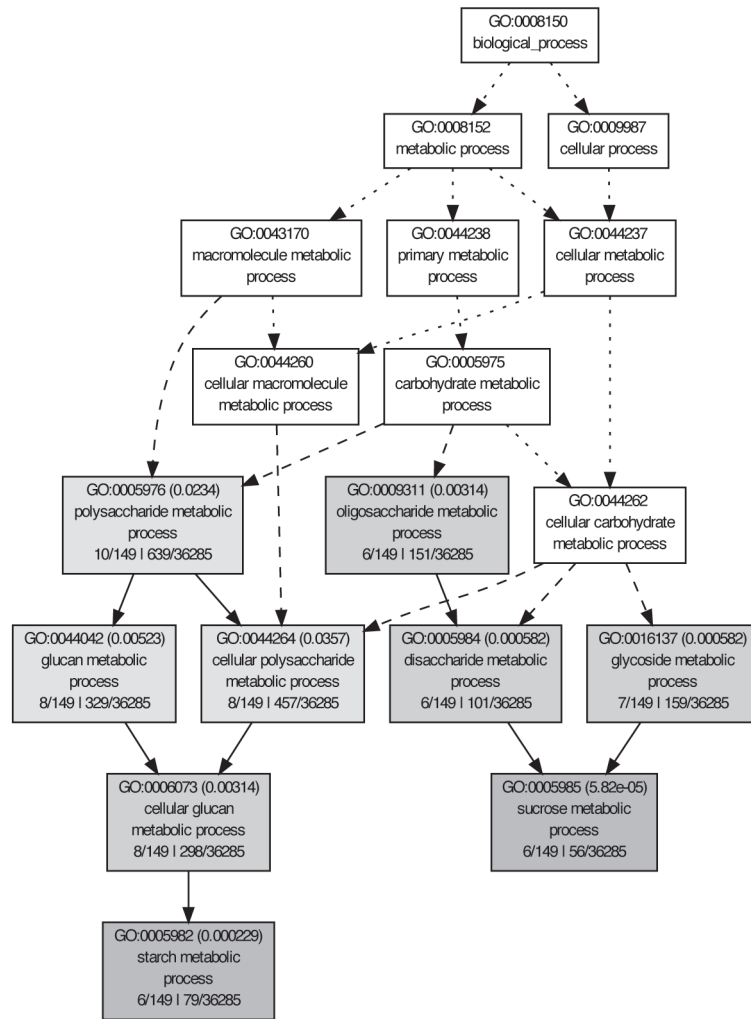 GO:0008150
biological_process
GO:0008152
metabolic process
GO:0009987
cellular process
GO:0043170
macromolecule metabolic
process
GO:0044238
primary metabolic
process
GO:0044237
cellular metabolic
process
GO:0044260
cellular macromolecule
metabolic process
GO:0005975
carbohydrate metabolic
process
GO:0005976 (0.0234)
polysaccharide metabolic
process
10/149 | 639/36285
GO:0009311 (0.00314)
oligosaccharide metabolic
process
6/149 | 151/36285
GO:0044262
cellular carbohydrate
metabolic process
GO:0044042 (0.00523)
glucan metabolic
process
8/149 | 329/36285
GO:0044264 (0.0357)
cellular polysaccharide
metabolic process
8/149 | 457/36285
GO:0005984 (0.000582)
disaccharide metabolic
process
6/149 | 101/36285
GO:0016137 (0.000582)
glycoside metabolic
process
7/149 | 159/36285
GO:0006073 (0.00314)
cellular glucan
metabolic process
8/149 | 298/36285
GO:0005985 (5.82e-05)
sucrose metabolic
process
6/149 | 56/36285
GO:0005982 (0.000229)
starch metabolic
process
6/149 | 79/36285